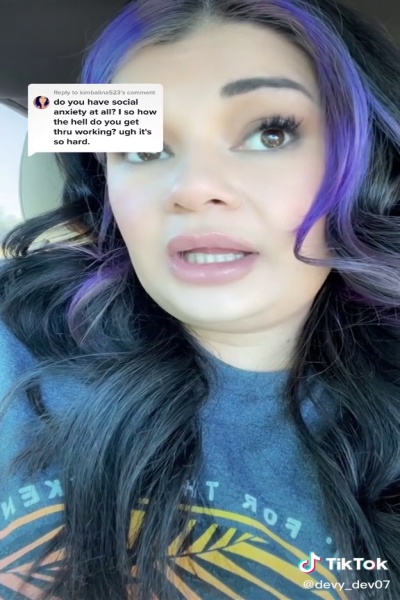 Reply to kimbalina523's comment
do you have social
anxiety at all? I so how
the hell do you get
thru working? ugh it's
so hard.
FOR TH
KEN
TikTok
@devy_dev07